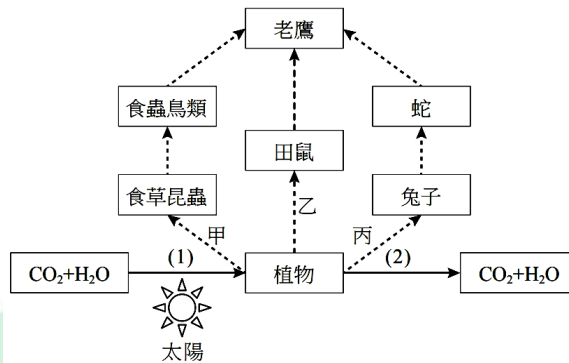 老鷹
食蟲鳥類
蛇
田鼠
食草昆蟲
兔子
甲
乙
丙
(1)
(2)
CO₂+H₂O
植物
CO₂+H₂O
太陽